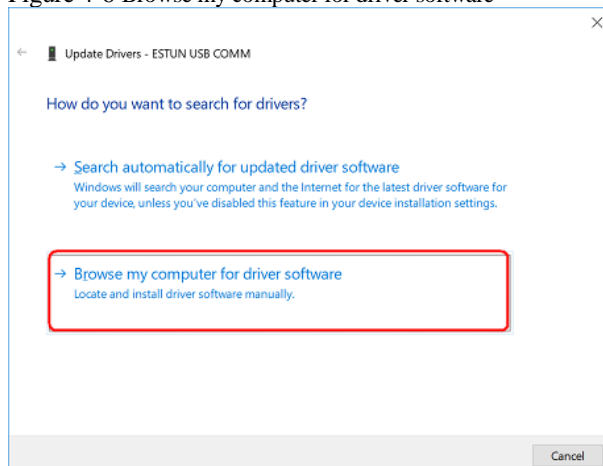 Figure 4-8 Browse my computer for driver software
Update Drivers - ESTUN USB COMM
How do you want to search for drivers?
→ Search automatically for updated driver software
Windows will search your computer and the Internet for the latest driver software for
your device, unless you've disabled this feature in your device installation settings.
→ Browse my computer for driver software
Locate and install driver software manually.
Cancel